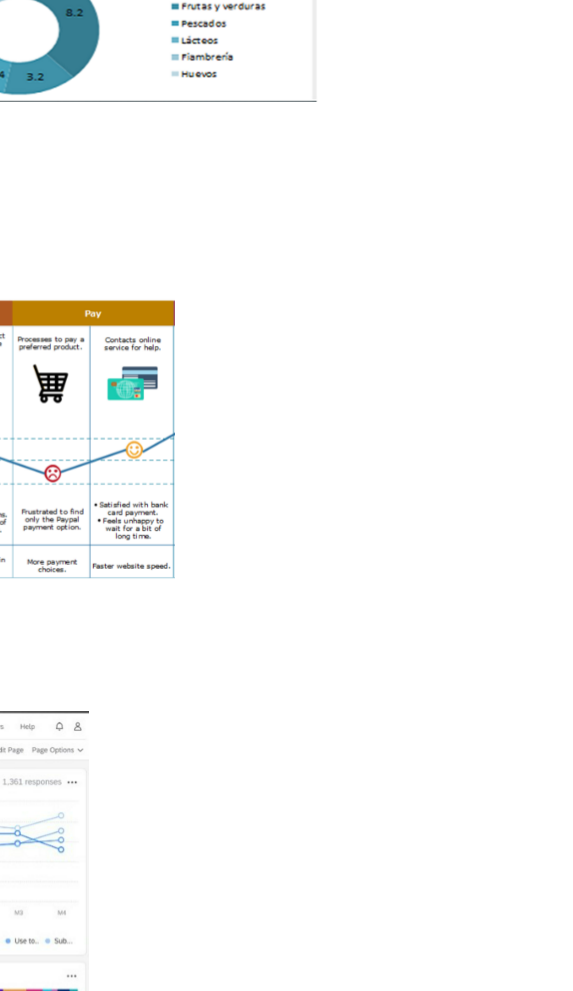 8.2
3.2
Frutas y verduras
Pescados
Lácteos
Fiambrería
Huevos
Pay
Processes to pay a
preferred product.
Contacts online
service for help.
Frustrated to find
only the Paypal
payment option.
• Satisfied with bank
card payment.
• Feels unhappy to
wait for a bit of
long time.
More payment
choices.
Faster website speed.
Help
Page Options
1,361 responses
M3 M4
Use to.. Sub...